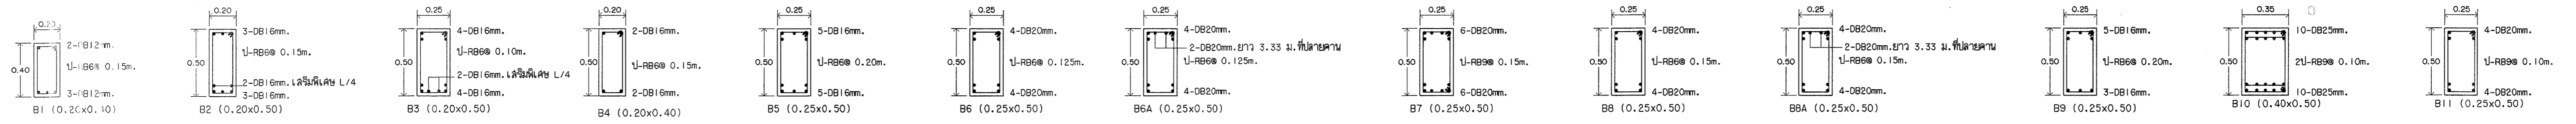 0.20
2-DB12mm.
0.40
ป-RB6@ 0.15m.
3-DB12mm.
B1 (0.20x0.40)
0.20
3-DB16mm.
ป-RB6@ 0.15m.
0.50
2-DB16mm.เสริมพิเศษ L/4
3-DB16mm.
B2 (0.20x0.50)
0.25
4-DB16mm.
ป-RB6@ 0.10m.
0.50
2-DB16mm.เสริมพิเศษ L/4
4-DB16mm.
B3 (0.20x0.50)
0.20
2-DB16mm.
0.50
ป-RB6@ 0.15m.
2-DB16mm.
B4 (0.20x0.40)
0.25
5-DB16mm.
0.50
ป-RB6@ 0.20m.
5-DB16mm.
B5 (0.25x0.50)
0.25
4-DB20mm.
0.50
ป-RB6@ 0.125m.
4-DB20mm.
B6 (0.25x0.50)
0.25
4-DB20mm.
2-DB20mm.ยาว 3.33 ม.ที่ปลายคาน
0.50
ป-RB6@ 0.125m.
4-DB20mm.
B6A (0.25x0.50)
0.25
6-DB20mm.
0.50
ป-RB9@ 0.15m.
6-DB20mm.
B7 (0.25x0.50)
0.25
4-DB20mm.
0.50
ป-RB9@ 0.15m.
4-DB20mm.
B8 (0.25x0.50)
0.25
4-DB20mm.
2-DB20mm.ยาว 3.33 ม.ที่ปลายคาน
0.50
ป-RB6@ 0.15m.
4-DB20mm.
B8A (0.25x0.50)
0.25
5-DB16mm.
0.50
ป-RB6@ 0.20m.
3-DB16mm.
B9 (0.25x0.50)
0.35
10-DB25mm.
0.50
2ป-RB9@ 0.10m.
10-DB25mm.
B10 (0.40x0.50)
0.25
4-DB20mm.
0.50
ป-RB9@ 0.10m.
4-DB20mm.
B11 (0.25x0.50)